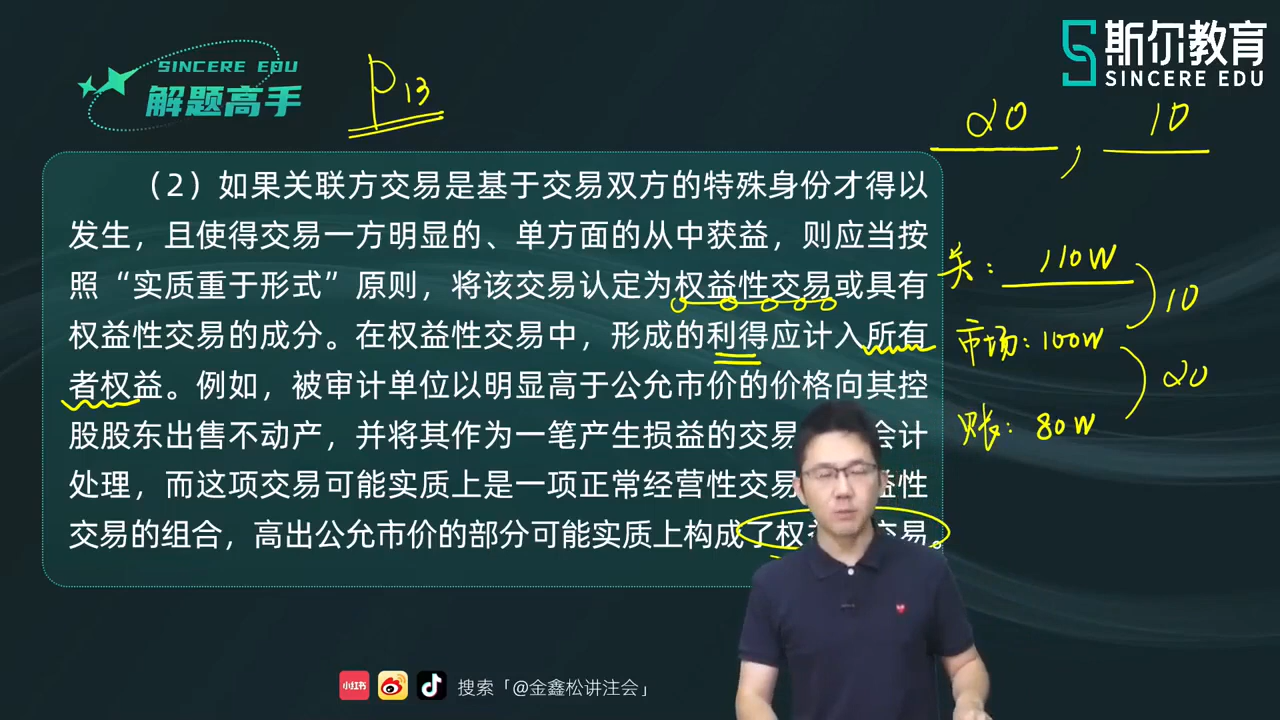 SINCERE EDU
解题高手
P13
斯尔教育
SINCERE EDU
20 , 10
（2）如果关联方交易是基于交易双方的特殊身份才得以
发生，且使得交易一方明显的、单方面的从中获益，则应当按
照“实质重于形式”原则，将该交易认定为权益性交易或具有
权益性交易的成分。在权益性交易中，形成的利得应计入所有
者权益。例如，被审计单位以明显高于公允市价的价格向其控
股股东出售不动产，并将其作为一笔产生损益的交易 会计
处理，而这项交易可能实质上是一项正常经营性交易 益性
交易的组合，高出公允市价的部分可能实质上构成了权 交易。
关：110W
10
市场：100W
20
账：80W
小红书
搜索「@金鑫松讲注会」